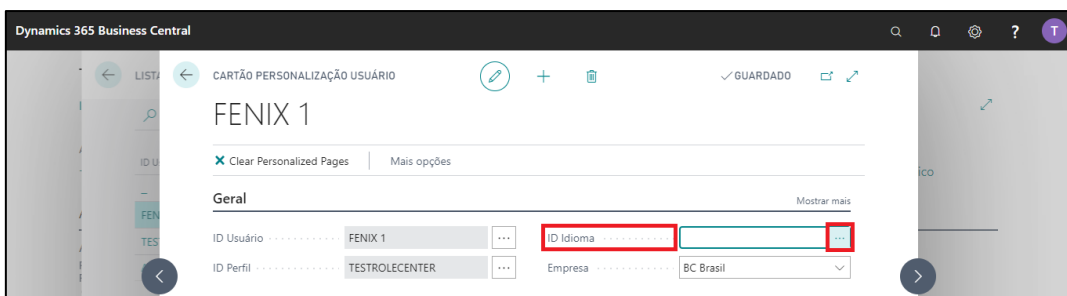 Dynamics 365 Business Central
?
T
LISTA
CARTÃO PERSONALIZAÇÃO USUÁRIO
GUARDADO
FENIX 1
Clear Personalized Pages
Mais opções
ID U
Geral
Mostrar mais
ico
FEN
ID Usuário
FENIX 1
...
ID Idioma
...
TES
ID Perfil
TESTROLECENTER
...
Empresa
BC Brasil